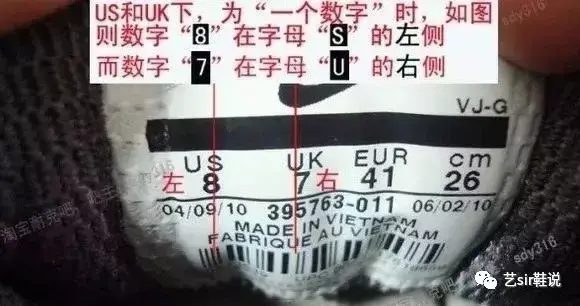 US和UK下，为“一个数字”时，如图
则数字“8”在字母“S”的左侧
而数字“7”在字母“U”的右侧
VJ-G
US UK EUR cm
左 8 7 右 41 26
04/09/10 395763-011 06/02/10
MADE IN VIETNAM
FABRIQUE AU VIETNAM
sdy316
sdy316
艺sir鞋说